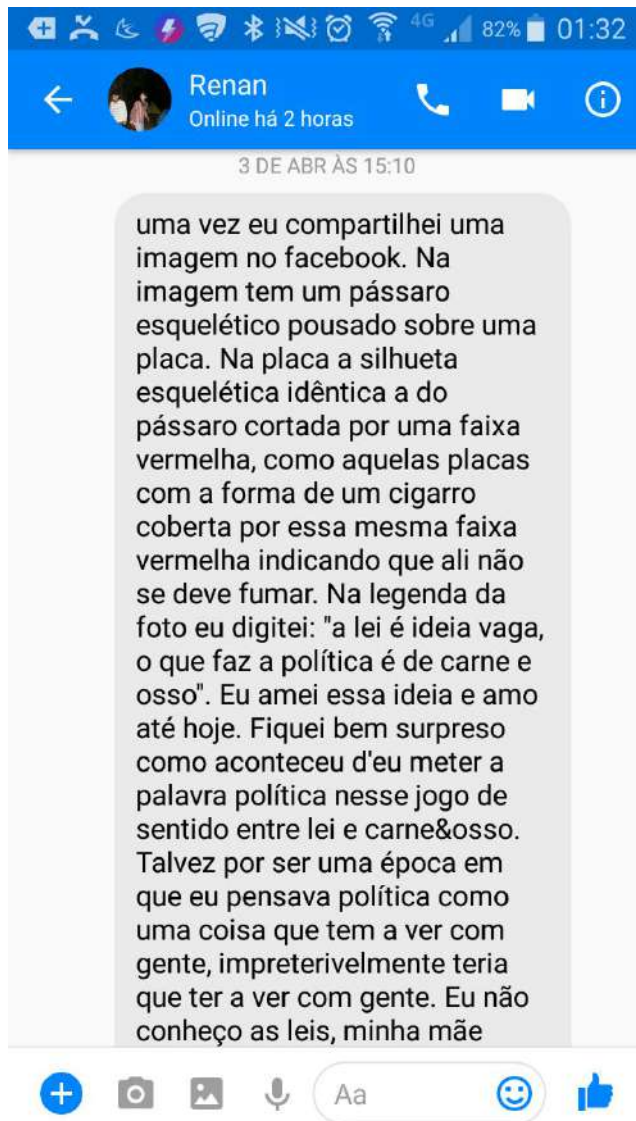 4G 82% 01:32
Renan
Online há 2 horas
3 DE ABR ÀS 15:10
uma vez eu compartilhei uma
imagem no facebook. Na
imagem tem um pássaro
esquelético pousado sobre uma
placa. Na placa a silhueta
esquelética idêntica a do
pássaro cortada por uma faixa
vermelha, como aquelas placas
com a forma de um cigarro
coberta por essa mesma faixa
vermelha indicando que ali não
se deve fumar. Na legenda da
foto eu digitei: "a lei é ideia vaga,
o que faz a política é de carne e
osso". Eu amei essa ideia e amo
até hoje. Fiquei bem surpreso
como aconteceu d'eu meter a
palavra política nesse jogo de
sentido entre lei e carne&osso.
Talvez por ser uma época em
que eu pensava política como
uma coisa que tem a ver com
gente, impreterivelmente teria
que ter a ver com gente. Eu não
conheço as leis, minha mãe
Aa